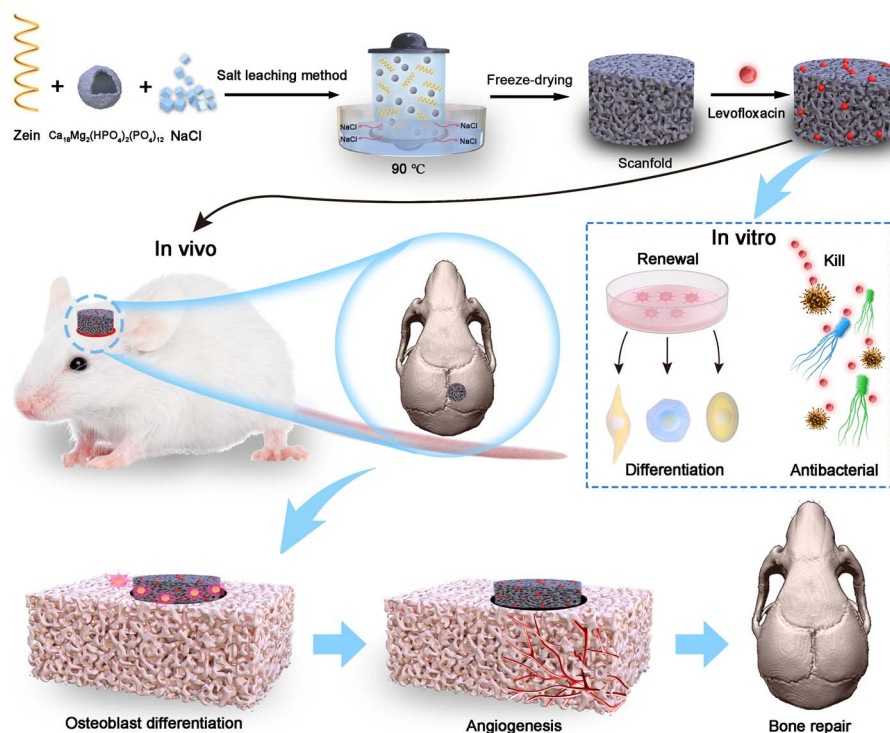 Zein
+
Ca₁₈Mg₂(HPO₄)₂(PO₄)₁₂
+
NaCl
Salt leaching method
NaCl
NaCl
NaCl
NaCl
90 ℃
Freeze-drying
Scanfold
Levofloxacin
In vivo
In vitro
Renewal
Differentiation
Kill
Antibacterial
Osteoblast differentiation
Angiogenesis
Bone repair